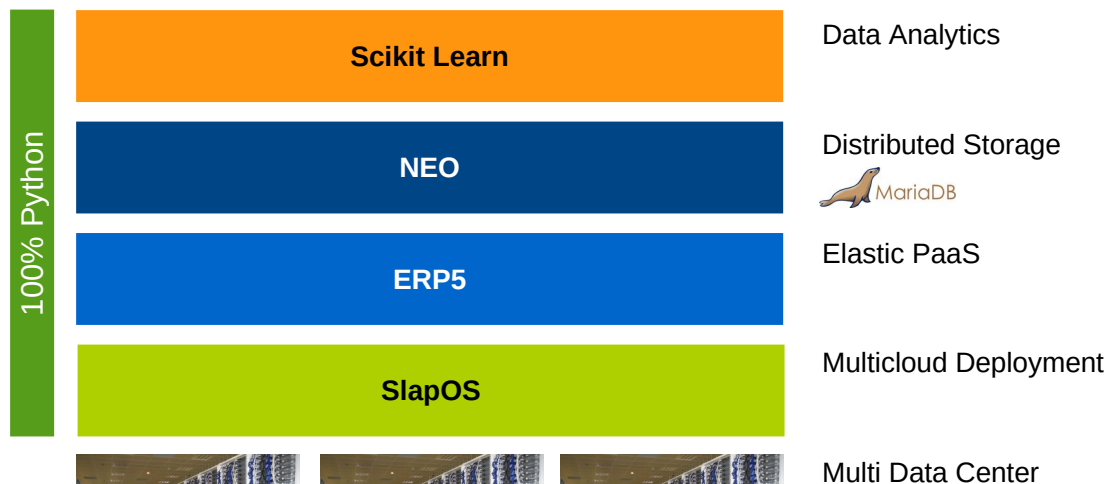 100% Python
Scikit Learn
Data Analytics
NEO
Distributed Storage
MariaDB
ERP5
Elastic PaaS
SlapOS
Multicloud Deployment
Multi Data Center